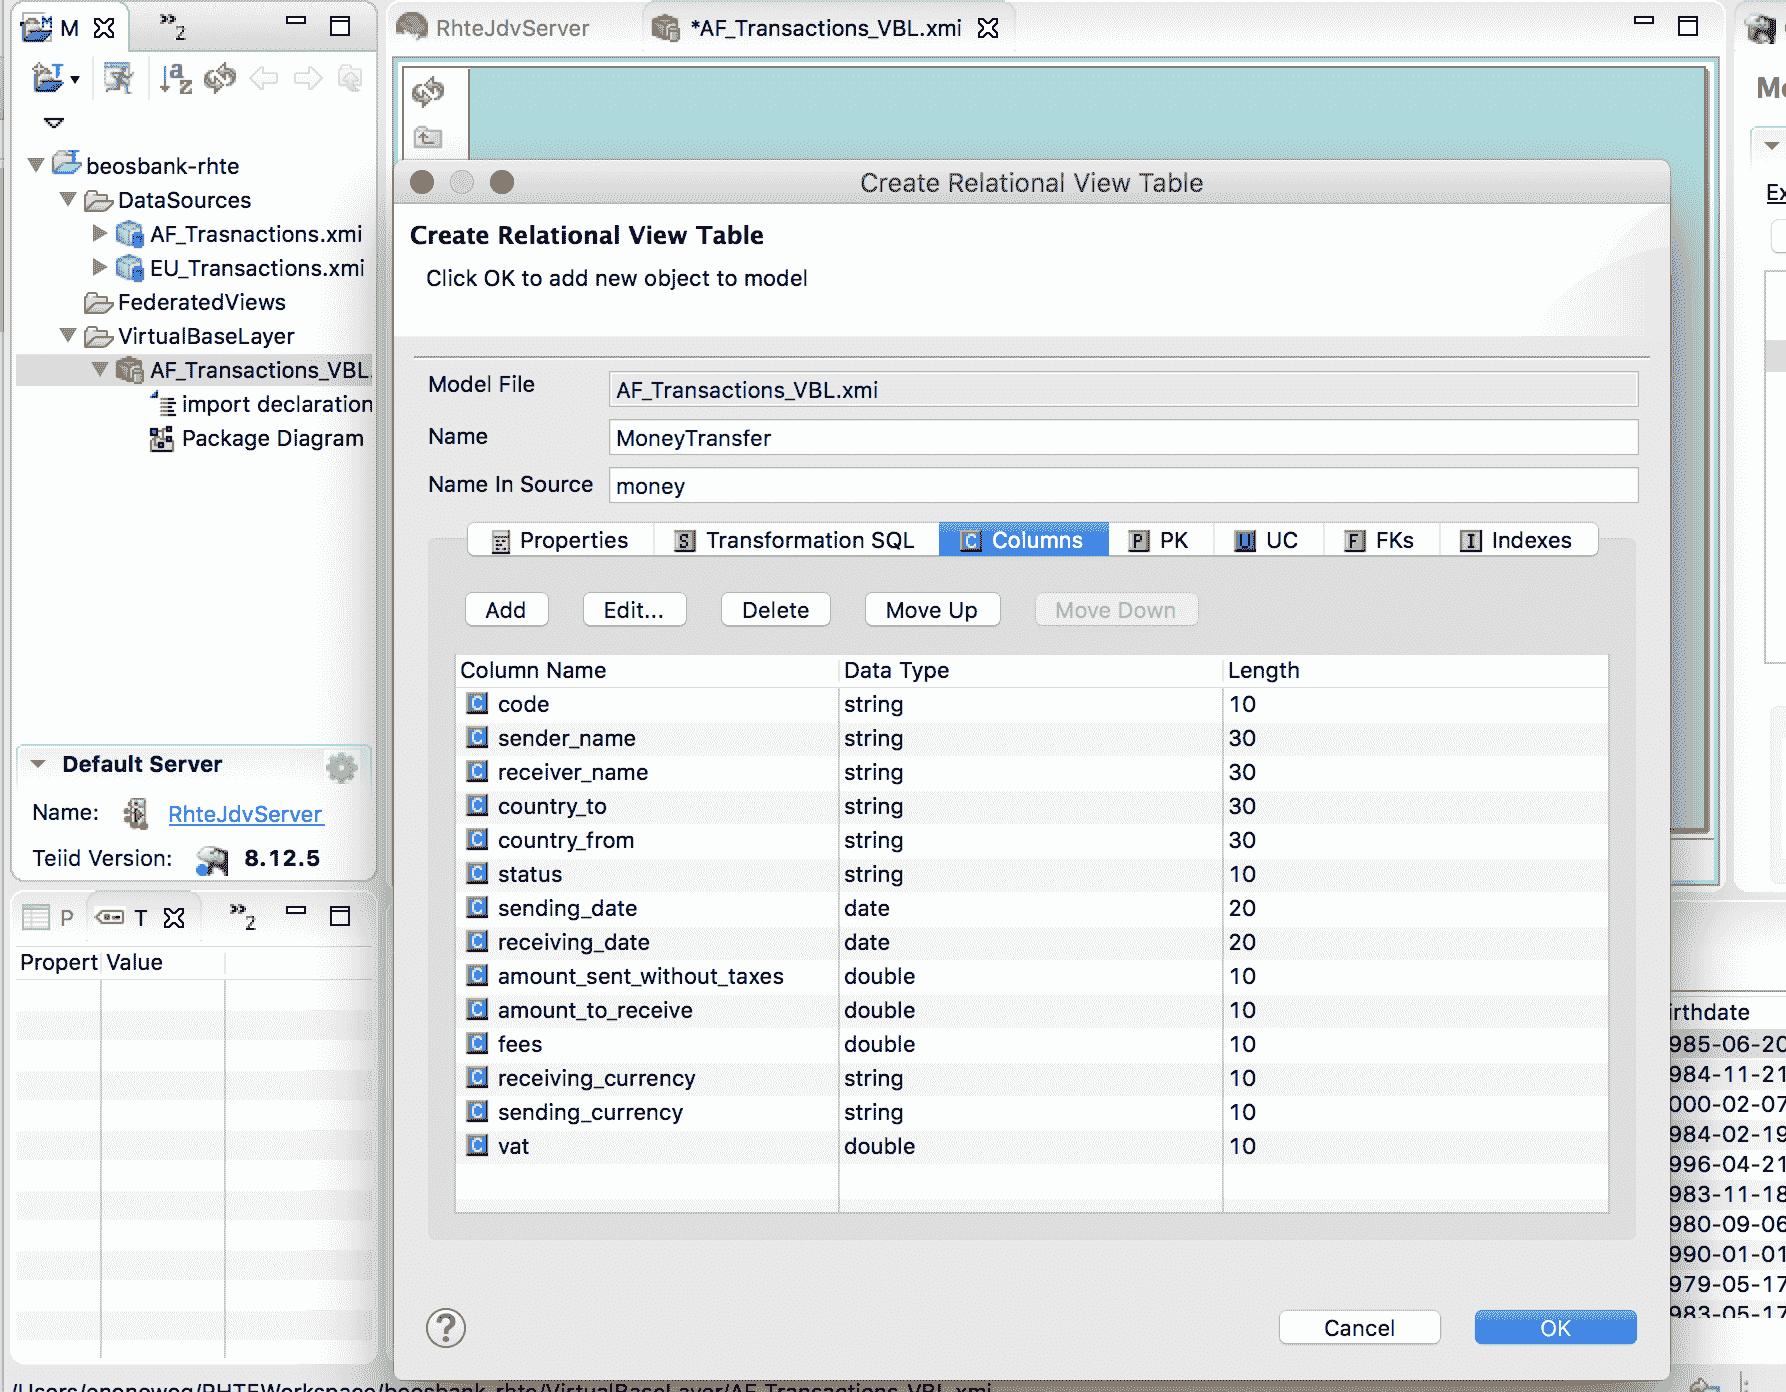 M
»2
beosbank-rhte
DataSources
AF_Trasnactions.xmi
EU_Transactions.xmi
FederatedViews
VirtualBaseLayer
AF_Transactions_VBL.
import declaration
Package Diagram
Default Server
Name: RhteJdvServer
Teiid Version: 8.12.5
P T »2
Propert Value
RhteJdvServer *AF_Transactions_VBL.xmi
Create Relational View Table
Create Relational View Table
Click OK to add new object to model
Model File AF_Transactions_VBL.xmi
Name MoneyTransfer
Name In Source money
Properties S Transformation SQL C Columns P PK U UC F FKs I Indexes
Add Edit... Delete Move Up Move Down
Column Name Data Type Length
C code string 10
C sender_name string 30
C receiver_name string 30
C country_to string 30
C country_from string 30
C status string 10
C sending_date date 20
C receiving_date date 20
C amount_sent_without_taxes double 10
C amount_to_receive double 10
C fees double 10
C receiving_currency string 10
C sending_currency string 10
C vat double 10
? Cancel OK
Mo
Ex
irthdate
985-06-20
984-11-21
000-02-07
984-02-19
996-04-21
983-11-18
980-09-06
990-01-01
979-05-17
983-05-17